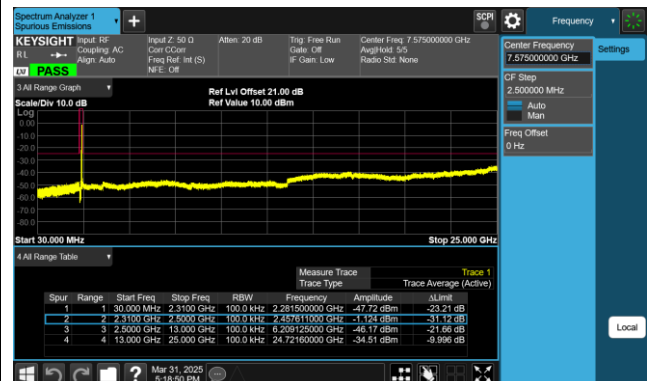 Spectrum Analyzer 1
Spurious Emissions
SCPI
Frequency
KEYSIGHT
Input: RF
Coupling: AC
Align: Auto
Input Z: 50 Ω
Corr CCorr
Freq Ref: Int (S)
NFE: Off
Atten: 20 dB
Trig: Free Run
Gate: Off
IF Gain: Low
Center Freq: 7.575000000 GHz
Avg|Hold: 5/5
Radio Std: None
RL
LXI PASS
Center Frequency
7.575000000 GHz
Settings
CF Step
2.500000 MHz
Auto
Man
Freq Offset
0 Hz
3 All Range Graph
Scale/Div 10.0 dB
Ref Lvl Offset 21.00 dB
Ref Value 10.00 dBm
Log
0.00
-10.0
-20.0
-30.0
-40.0
-50.0
-60.0
-70.0
-80.0
Start 30.000 MHz
Stop 25.000 GHz
4 All Range Table
Measure Trace Trace 1
Trace Type Trace Average (Active)
Spur Range Start Freq Stop Freq RBW Frequency Amplitude ΔLimit
1 1 30.000 MHz 2.3100 GHz 100.0 kHz 2.281500000 GHz -47.72 dBm -23.21 dB
2 2 2.3100 GHz 2.5000 GHz 100.0 kHz 2.457611000 GHz -1.124 dBm -31.12 dB
3 3 2.5000 GHz 13.000 GHz 100.0 kHz 6.209125000 GHz -46.17 dBm -21.66 dB
4 4 13.000 GHz 25.000 GHz 100.0 kHz 24.72160000 GHz -34.51 dBm -9.996 dB
Local
?
Mar 31, 2025
5:18:50 PM